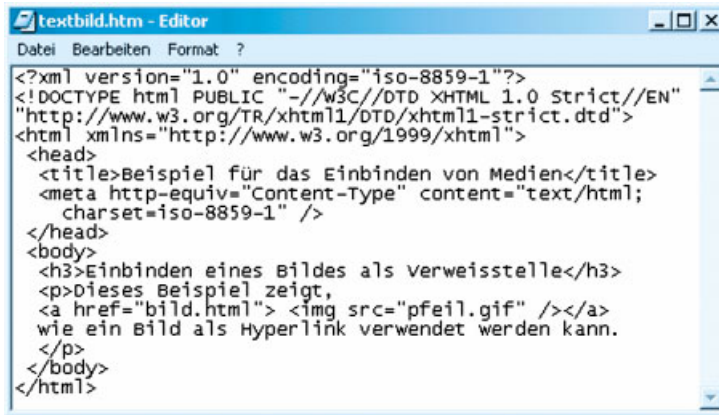 textbild.htm - Editor
Datei Bearbeiten Format ?
<?xml version="1.0" encoding="iso-8859-1"?>
<!DOCTYPE html PUBLIC "-//W3C//DTD XHTML 1.0 Strict//EN"
"http://www.w3.org/TR/xhtml1/DTD/xhtml1-strict.dtd">
<html xmlns="http://www.w3.org/1999/xhtml">
<head>
<title>Beispiel für das Einbinden von Medien</title>
<meta http-equiv="Content-Type" content="text/html;
charset=iso-8859-1" />
</head>
<body>
<h3>Einbinden eines Bildes als Verweisstelle</h3>
<p>Dieses Beispiel zeigt,
<a href="bild.html"> <img src="pfeil.gif" /></a>
wie ein Bild als Hyperlink verwendet werden kann.
</p>
</body>
</html>